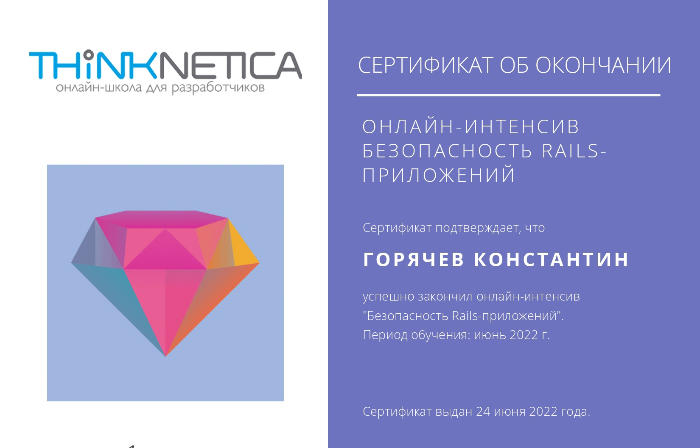 THiNKNETICA
онлайн-школа для разработчиков
СЕРТИФИКАТ ОБ ОКОНЧАНИИ
ОНЛАЙН-ИНТЕНСИВ
БЕЗОПАСНОСТЬ RAILS-
ПРИЛОЖЕНИЙ
Сертификат подтверждает, что
ГОРЯЧЕВ КОНСТАНТИН
успешно закончил онлайн-интенсив
"Безопасность Rails-приложений".
Период обучения: июнь 2022 г.
Сертификат выдан 24 июня 2022 года.